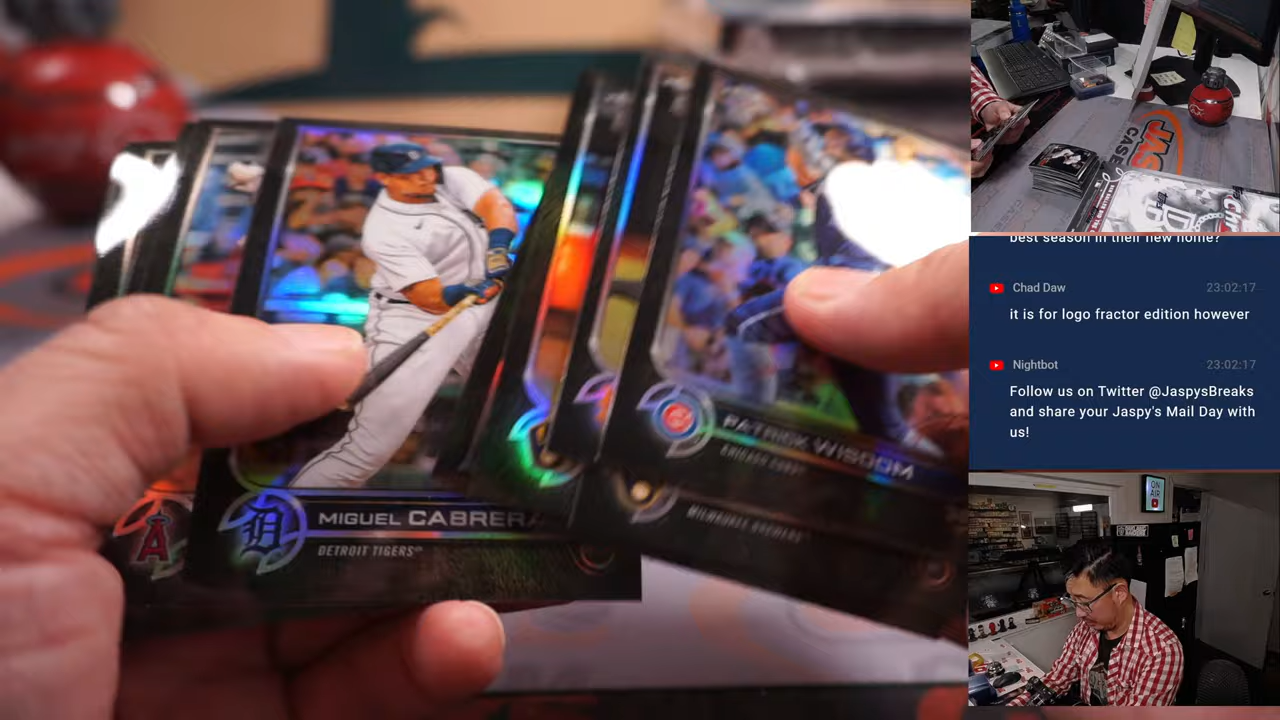 MIGUEL CABRERA
DETROIT TIGERS
PATRICK WISDOM
CHICAGO CUBS
MILWAUKEE BREWERS
best season in their new home?
Chad Daw 23:02:17
it is for logo fractor edition however
Nightbot 23:02:17
Follow us on Twitter @JaspysBreaks
and share your Jaspy's Mail Day with
us!
ON
AIR